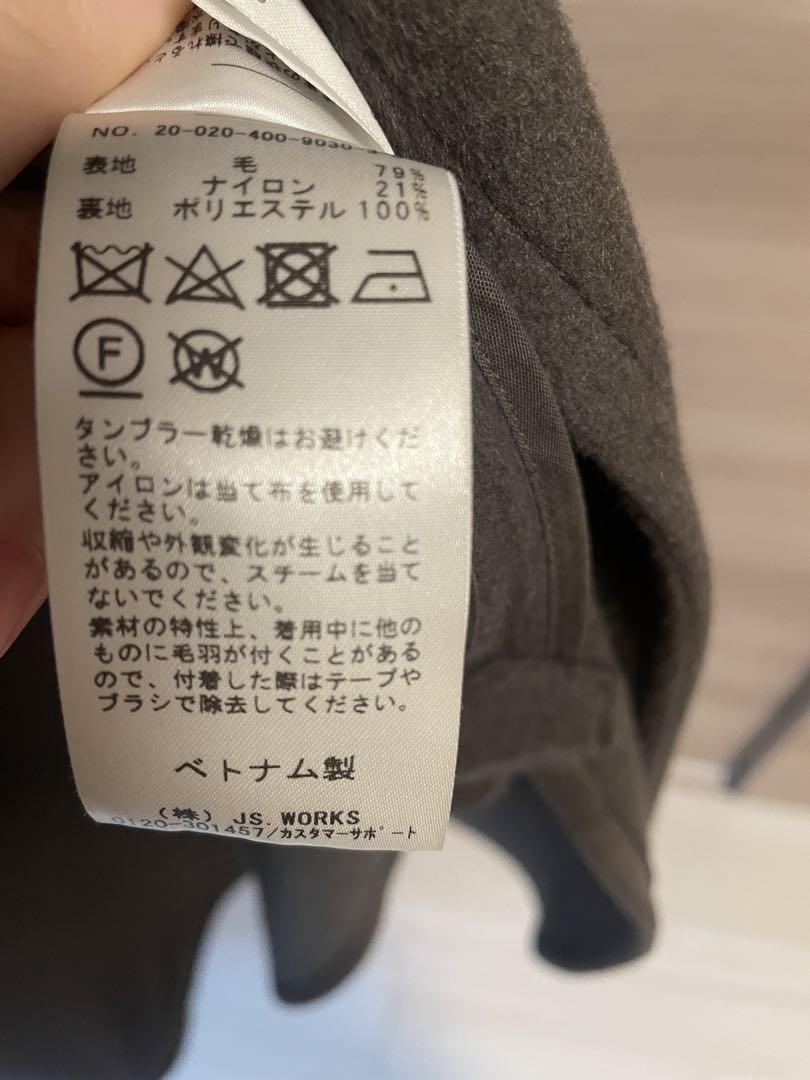 NO. 20-020-400-9030-
表地 毛 79%
ナイロン 21%
裏地 ポリエステル 100%
F
W
タンブラー乾燥はお避けくだ
さい。
アイロンは当て布を使用して
ください。
収縮や外観変化が生じること
があるので、スチームを当て
ないでください。
素材の特性上、着用中に他の
ものに毛羽が付くことがある
ので、付着した際はテープや
ブラシで除去してください。
ベトナム製
(株) JS.WORKS
0120-301457/カスタマーサポート